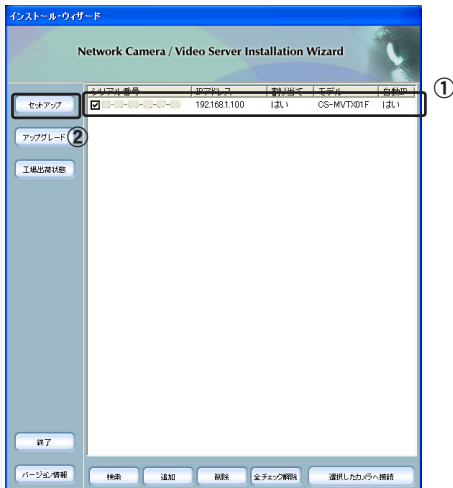 インストール・ウィザード
Network Camera / Video Server Installation Wizard
シリアル番号 IPアドレス 割り当て モデル 自動IP
192.168.1.100 はい CS-MVTX01F はい
①
セットアップ
アップグレード
②
工場出荷状態
終了
バージョン情報
検索 追加 削除 全チェック解除 選択したカメラへ接続